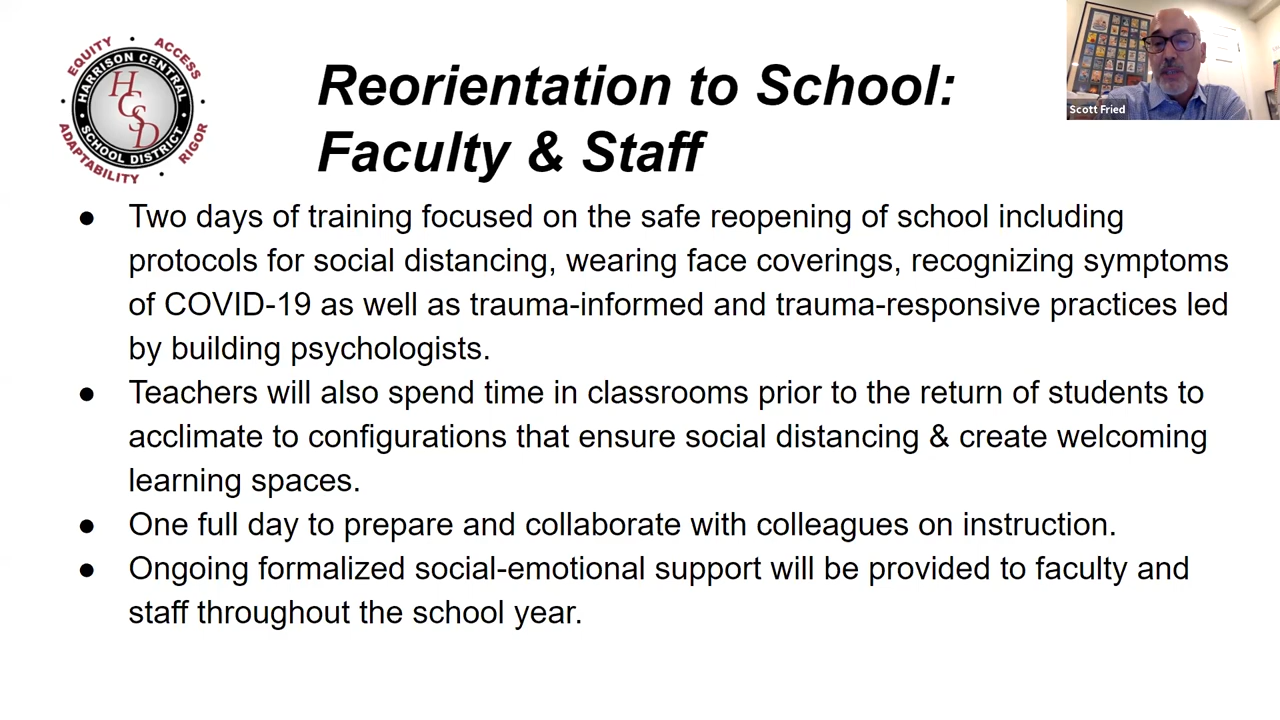 EQUITY
ACCESS
HARRISON CENTRAL
HCSD
SCHOOL DISTRICT
ADAPTABILITY
RIGOR
Reorientation to School:
Faculty & Staff
Scott Fried
● Two days of training focused on the safe reopening of school including
protocols for social distancing, wearing face coverings, recognizing symptoms
of COVID-19 as well as trauma-informed and trauma-responsive practices led
by building psychologists.
● Teachers will also spend time in classrooms prior to the return of students to
acclimate to configurations that ensure social distancing & create welcoming
learning spaces.
● One full day to prepare and collaborate with colleagues on instruction.
● Ongoing formalized social-emotional support will be provided to faculty and
staff throughout the school year.